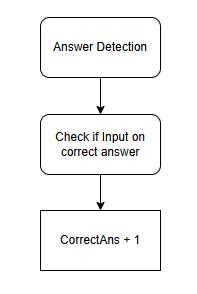 Answer Detection
Check if Input on
correct answer
CorrectAns + 1